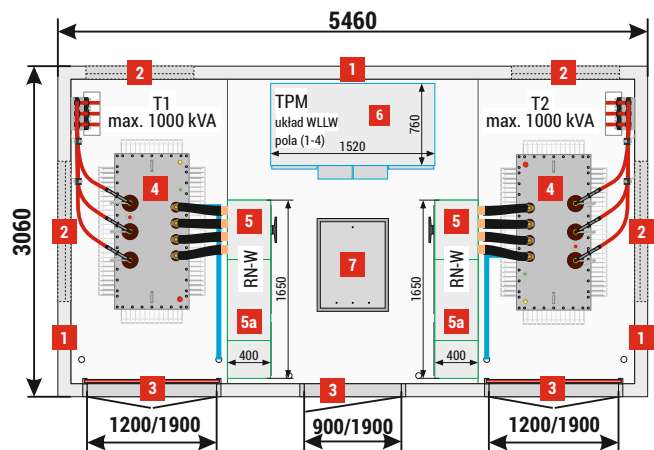 5460
1
2
2
T1
max. 1000 kVA
TPM
układ WLLW
pola (1-4)
6
760
1520
T2
max. 1000 kVA
3060
4
4
2
2
5
5
RN-W
RN-W
1650
1650
7
5a
5a
1
1
400
400
3
3
3
1200/1900
900/1900
1200/1900